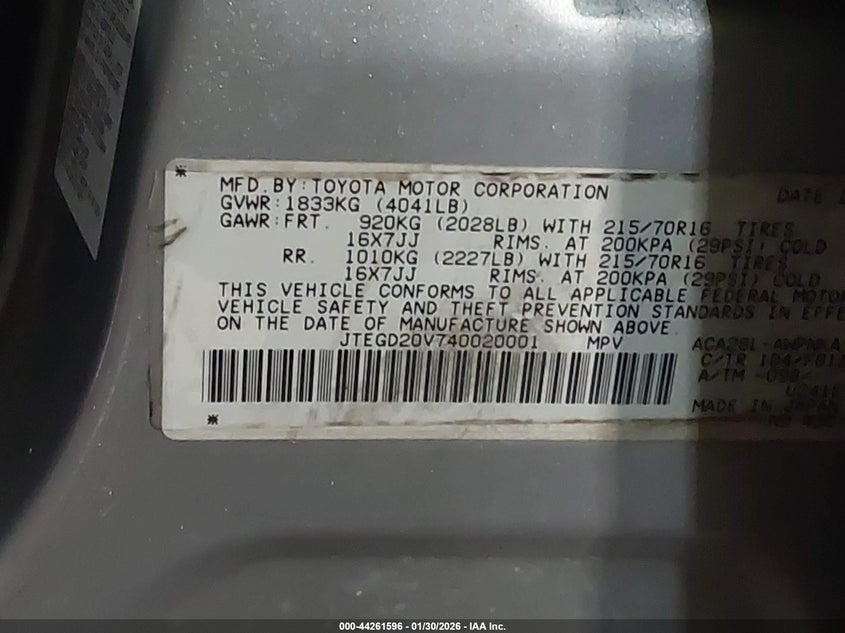 MFD.BY:TOYOTA MOTOR CORPORATION DATE
GVWR:1833KG (4041LB)
GAWR:FRT. 920KG (2028LB) WITH 215/70R16 TIRES
16X7JJ RIMS. AT 200KPA (29PSI) COLD
RR. 1010KG (2227LB) WITH 215/70R16 TIRES
16X7JJ RIMS. AT 200KPA (29PSI) COLD
THIS VEHICLE CONFORMS TO ALL APPLICABLE FEDERAL MOTOR
VEHICLE SAFETY AND THEFT PREVENTION STANDARDS IN EFFE
ON THE DATE OF MANUFACTURE SHOWN ABOVE.
JTEGD20V740020001 MPV
C/TR
A/TM
MADE IN JAPAN
000-44261596 - 01/30/2026 - IAA Inc.